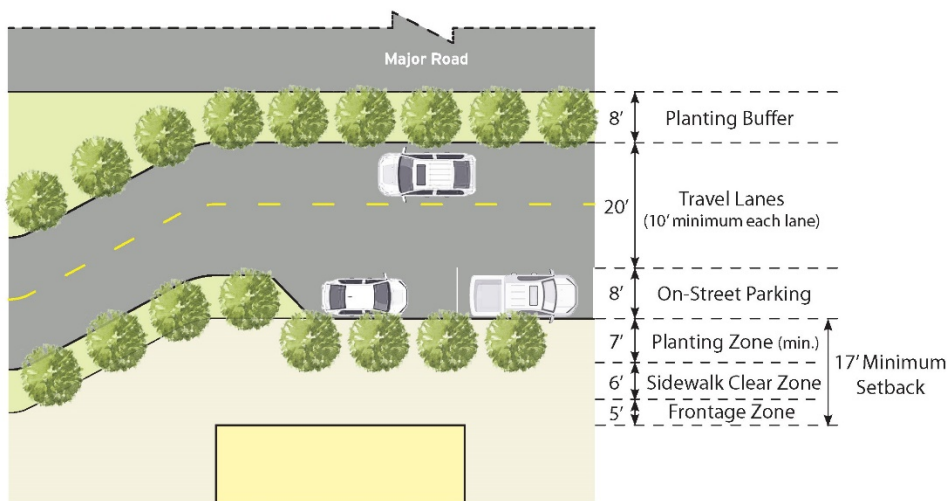 Major Road
8’ Planting Buffer
20’ Travel Lanes
(10’ minimum each lane)
8’ On-Street Parking
7’ Planting Zone (min.)
6’ Sidewalk Clear Zone
5’ Frontage Zone
17’ Minimum
Setback